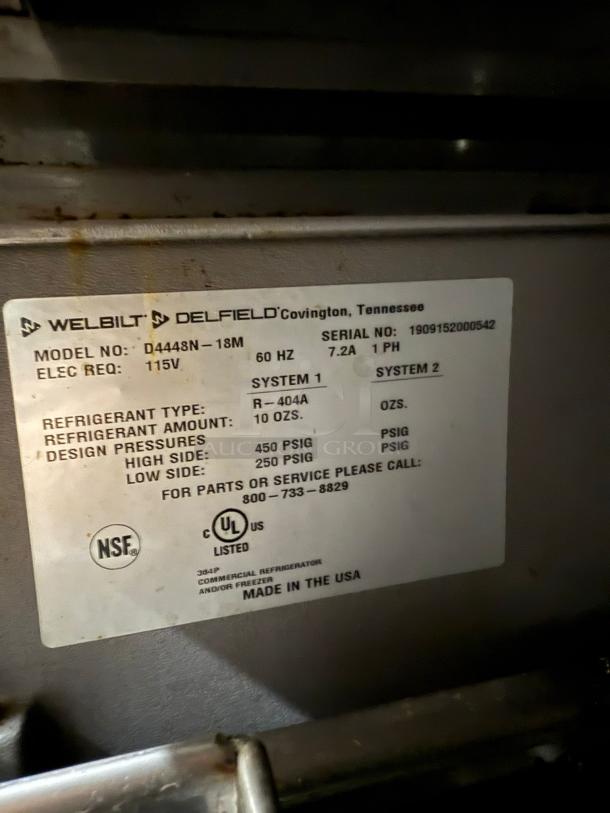 WELBILT DELFIELD Covington, Tennessee
MODEL NO: D4448N-18M SERIAL NO: 1909152000542
ELEC REQ: 115V 60 HZ 7.2A 1 PH
SYSTEM 1 SYSTEM 2
REFRIGERANT TYPE: R-404A
REFRIGERANT AMOUNT: 10 OZS. OZS.
DESIGN PRESSURES
HIGH SIDE: 450 PSIG PSIG
LOW SIDE: 250 PSIG PSIG
FOR PARTS OR SERVICE PLEASE CALL:
800-733-8829
NSF®
C UL US
LISTED
364P
COMMERCIAL REFRIGERATOR
AND/OR FREEZER
MADE IN THE USA
AUCTION GROUP